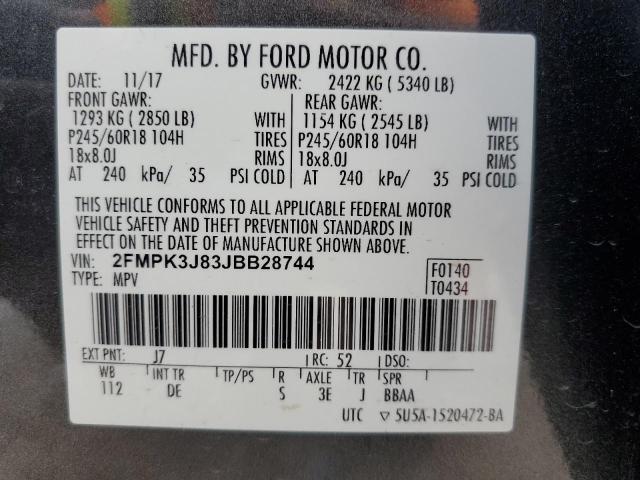 MFD. BY FORD MOTOR CO.
DATE: 11/17 GVWR: 2422 KG ( 5340 LB)
FRONT GAWR: REAR GAWR:
1293 KG ( 2850 LB) WITH 1154 KG ( 2545 LB) WITH
P245/60R18 104H TIRES P245/60R18 104H TIRES
18x8.0J RIMS 18x8.0J RIMS
AT 240 kPa/ 35 PSI COLD AT 240 kPa/ 35 PSI COLD
THIS VEHICLE CONFORMS TO ALL APPLICABLE FEDERAL MOTOR
VEHICLE SAFETY AND THEFT PREVENTION STANDARDS IN
EFFECT ON THE DATE OF MANUFACTURE SHOWN ABOVE.
VIN: 2FMPK3J83JBB28744 F0140
TYPE: MPV T0434
EXT PNT: J7 RC: 52 DSO:
WB INT TR TP/PS R AXLE TR SPR
112 DE S 3E J BBAA
UTC ▽ 5U5A-1520472-BA